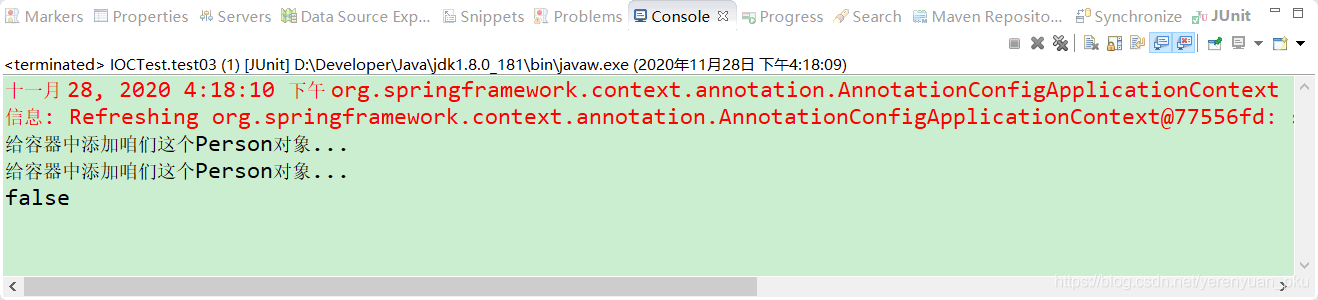 Markers Properties Servers Data Source Exp... Snippets Problems Console Progress Search Maven Reposito... Synchronize JUnit
<terminated> IOCTest.test03 (1) [JUnit] D:\Developer\Java\jdk1.8.0_181\bin\javaw.exe (2020年11月28日 下午4:18:09)
十一月 28, 2020 4:18:10 下午 org.springframework.context.annotation.AnnotationConfigApplicationContext
信息: Refreshing org.springframework.context.annotation.AnnotationConfigApplicationContext@77556fd:
给容器中添加咱们这个Person对象...
给容器中添加咱们这个Person对象...
false
https://blog.csdn.net/yerenyuan_pku